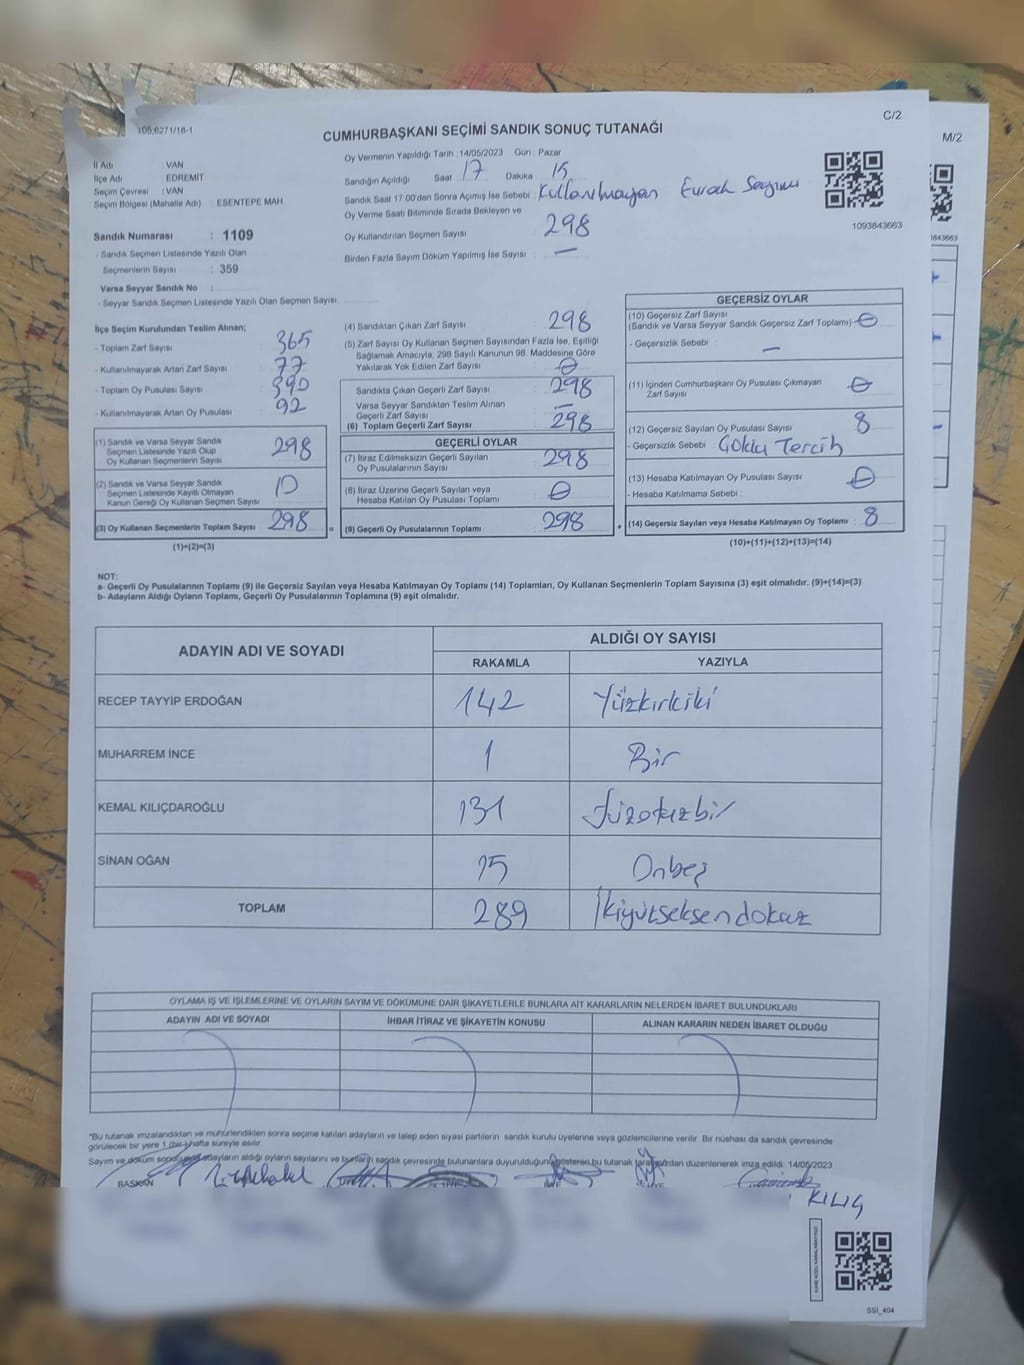 C/2
M/2
105.6271/18-1
CUMHURBAŞKANI SEÇİMİ SANDIK SONUÇ TUTANAĞI
İl Adı : VAN
İlçe Adı : EDREMİT
Seçim Çevresi : VAN
Seçim Bölgesi (Mahalle Adı) : ESENTEPE MAH.
Oy Vermenin Yapıldığı Tarih : 14/05/2023 Gün : Pazar
Sandığın Açıldığı Saat : 17 Dakika 15
Sandık Saat 17.00'den Sonra Açılmış İse Sebebi : Kullanılmayan Evrak Sayımı
Oy Verme Saati Bitiminde Sırada Bekleyen ve
Oy Kullandırılan Seçmen Sayısı 298
Birden Fazla Sayım Döküm Yapılmış İse Sayısı : —
1093843663
Sandık Numarası : 1109
- Sandık Seçmen Listesinde Yazılı Olan
Seçmenlerin Sayısı : 359
Varsa Seyyar Sandık No :
- Seyyar Sandık Seçmen Listesinde Yazılı Olan Seçmen Sayısı
İlçe Seçim Kurulundan Teslim Alınan;
- Toplam Zarf Sayısı : 365
- Kullanılmayarak Artan Zarf Sayısı : 77
- Toplam Oy Pusulası Sayısı : 390
- Kullanılmayarak Artan Oy Pusulası : 92
(1) Sandık ve Varsa Seyyar Sandık
Seçmen Listesinde Yazılı Olup
Oy Kullanan Seçmenlerin Sayısı 298
(2) Sandık ve Varsa Seyyar Sandık
Seçmen Listesinde Kayıtlı Olmayan
Kanun Gereği Oy Kullanan Seçmen Sayısı 10
(3) Oy Kullanan Seçmenlerin Toplam Sayısı 298 =
(1)+(2)=(3)
(4) Sandıktan Çıkan Zarf Sayısı 298
(5) Zarf Sayısı Oy Kullanan Seçmen Sayısından Fazla İse, Eşitliği
Sağlamak Amacıyla, 298 Sayılı Kanunun 98. Maddesine Göre
Yakılarak Yok Edilen Zarf Sayısı : 0
Sandıkta Çıkan Geçerli Zarf Sayısı 298
Varsa Seyyar Sandıktan Teslim Alınan
Geçerli Zarf Sayısı —
(6) Toplam Geçerli Zarf Sayısı 298
GEÇERLİ OYLAR
(7) İtiraz Edilmeksizin Geçerli Sayılan
Oy Pusulalarının Sayısı 298
(8) İtiraz Üzerine Geçerli Sayılan veya
Hesaba Katılan Oy Pusulası Toplamı 0
(9) Geçerli Oy Pusulalarının Toplamı 298 +
GEÇERSİZ OYLAR
(10) Geçersiz Zarf Sayısı
(Sandık ve Varsa Seyyar Sandık Geçersiz Zarf Toplamı) 0
- Geçersizlik Sebebi : —
(11) İçinden Cumhurbaşkanı Oy Pusulası Çıkmayan
Zarf Sayısı 0
(12) Geçersiz Sayılan Oy Pusulası Sayısı 8
- Geçersizlik Sebebi Çoklu Tercih
(13) Hesaba Katılmayan Oy Pusulası Sayısı 0
- Hesaba Katılmama Sebebi :
(14) Geçersiz Sayılan veya Hesaba Katılmayan Oy Toplamı 8
(10)+(11)+(12)+(13)=(14)
NOT:
a- Geçerli Oy Pusulalarının Toplamı (9) ile Geçersiz Sayılan veya Hesaba Katılmayan Oy Toplamı (14) Toplamları, Oy Kullanan Seçmenlerin Toplam Sayısına (3) eşit olmalıdır. (9)+(14)=(3)
b- Adayların Aldığı Oyların Toplamı, Geçerli Oy Pusulalarının Toplamına (9) eşit olmalıdır.
ADAYIN ADI VE SOYADI ALDIĞI OY SAYISI
RAKAMLA YAZIYLA
RECEP TAYYİP ERDOĞAN 142 Yüzkırkiki
MUHARREM İNCE 1 Bir
KEMAL KILIÇDAROĞLU 131 Yüzotuzbir
SİNAN OĞAN 15 Onbeş
TOPLAM 289 İkiyüzseksendokuz
OYLAMA İŞ VE İŞLEMLERİNE VE OYLARIN SAYIM VE DÖKÜMÜNE DAİR ŞİKAYETLERLE BUNLARA AİT KARARLARIN NELERDEN İBARET BULUNDUKLARI
ADAYIN ADI VE SOYADI İHBAR İTİRAZ VE ŞİKAYETİN KONUSU ALINAN KARARIN NEDEN İBARET OLDUĞU
*Bu tutanak imzalandıktan ve mühürlendikten sonra seçime katılan adayların ve talep eden siyasi partilerin sandık kurulu üyelerine veya gözlemcilerine verilir. Bir nüshası da sandık çevresinde
görülecek bir yere 1 (bir) hafta süreyle asılır.
Sayım ve döküm sonu adayların aldığı oyların sayılarını ve bunların sandık çevresinde bulunanlara duyurulduğunu gösteren bu tutanak tarafımızdan düzenlenerek imza edildi. 14/05/2023
BAŞKAN
KILIÇ
SSI_404